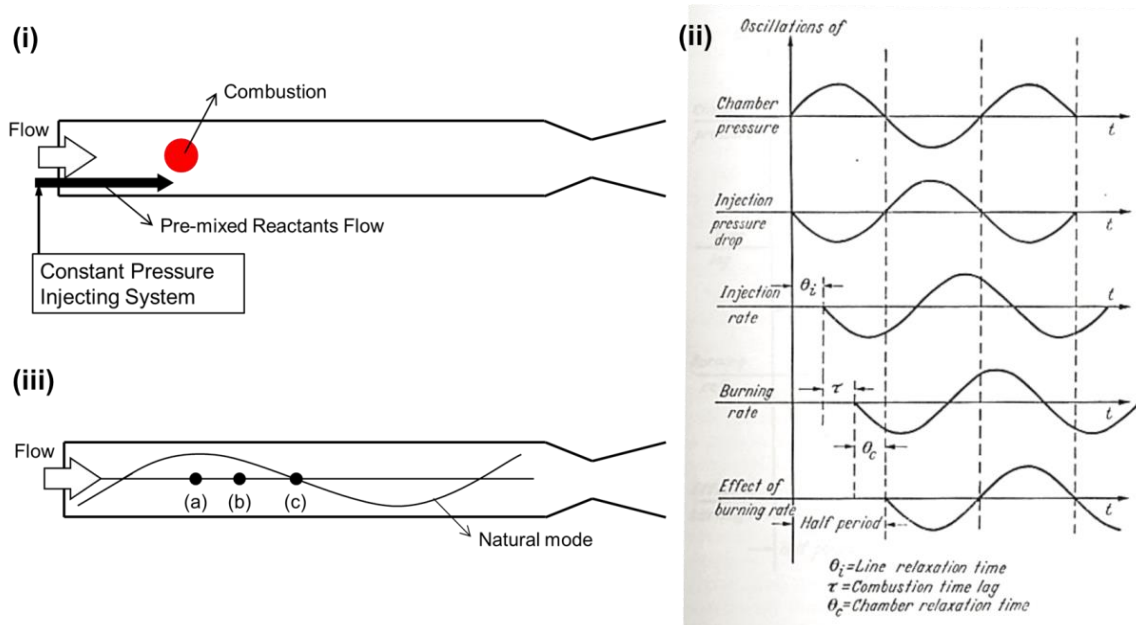 (i)
Combustion
Flow
Pre-mixed Reactants Flow
Constant Pressure
Injecting System
(iii)
Flow
(a)
(b)
(c)
Natural mode
(ii)
Oscillations of
Chamber
pressure
t
Injection
pressure
drop
t
Injection
rate
θi
t
Burning
rate
τ
t
θc
Effect of
burning rate
Half period
t
θi=Line relaxation time
τ=Combustion time lag
θc=Chamber relaxation time